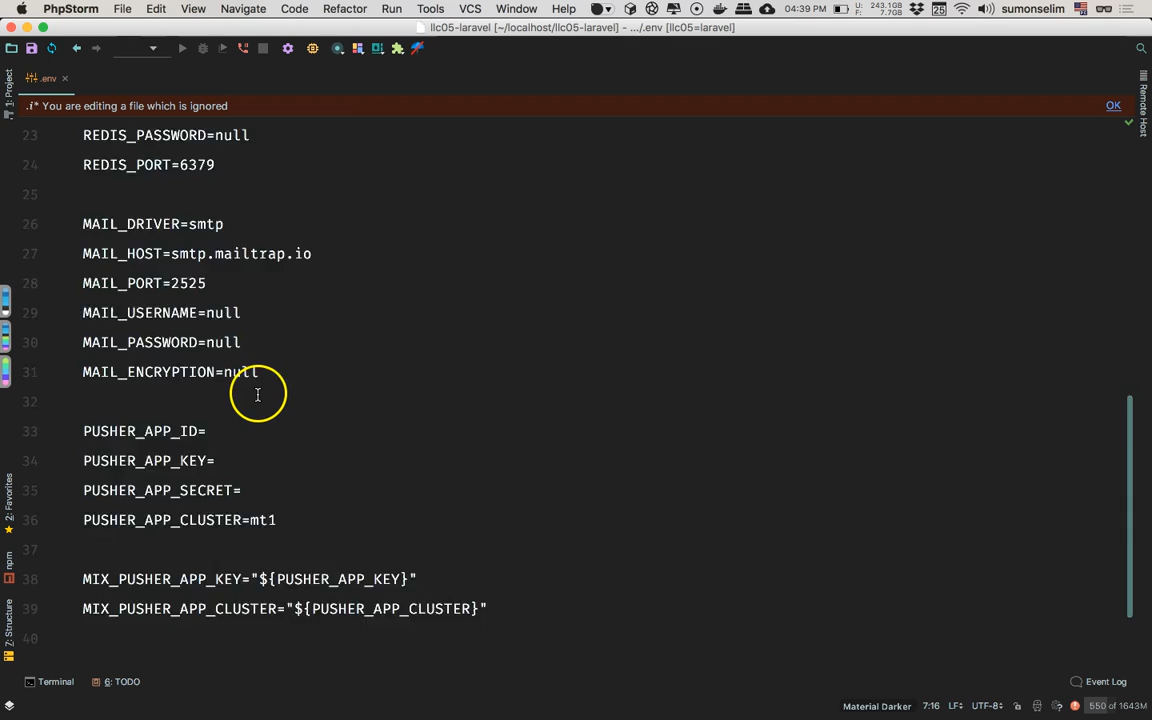 PhpStorm File Edit View Navigate Code Refactor Run Tools VCS Window Help U: 243.1GB F: 7.7GB 25 04:39 PM sumonselim
llc05-laravel [~/localhost/llc05-laravel] - .../.env [llc05=laravel]
.env
1: Project
Remote Host
.i* You are editing a file which is ignored OK
23 REDIS_PASSWORD=null
24 REDIS_PORT=6379
25
26 MAIL_DRIVER=smtp
27 MAIL_HOST=smtp.mailtrap.io
28 MAIL_PORT=2525
29 MAIL_USERNAME=null
30 MAIL_PASSWORD=null
31 MAIL_ENCRYPTION=null
32
33 PUSHER_APP_ID=
34 PUSHER_APP_KEY=
35 PUSHER_APP_SECRET=
36 PUSHER_APP_CLUSTER=mt1
37
38 MIX_PUSHER_APP_KEY="${PUSHER_APP_KEY}"
39 MIX_PUSHER_APP_CLUSTER="${PUSHER_APP_CLUSTER}"
40
2: Favorites
npm
7: Structure
Terminal 6: TODO Event Log
Material Darker 7:16 LF UTF-8 550 of 1643M